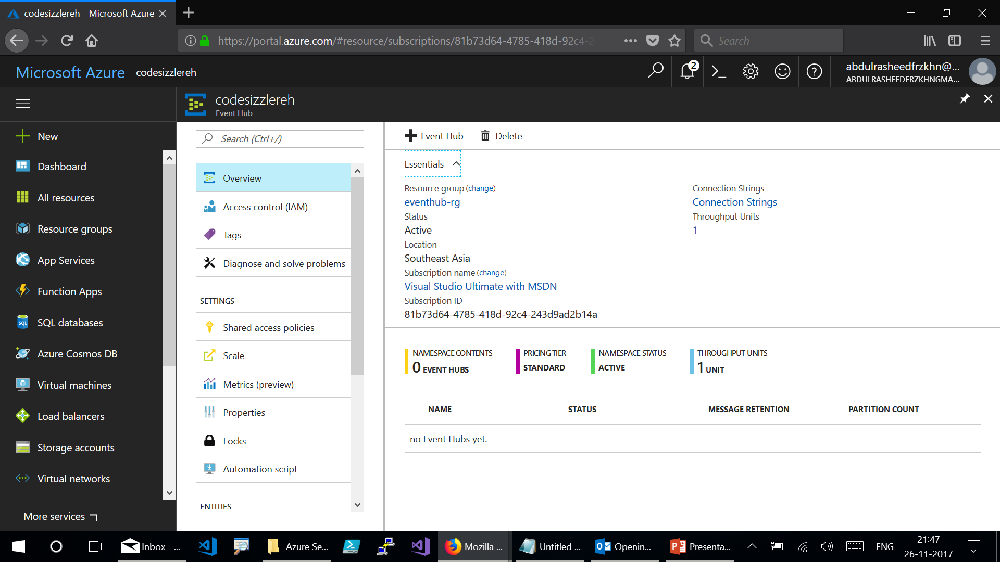 codesizzlereh - Microsoft Azure
https://portal.azure.com/#resource/subscriptions/81b73d64-4785-418d-92c4-2
Search
Microsoft Azure
codesizzlereh
2
abdulrasheedfrzkhn@...
ABDULRASHEEDFRZKHNGMA...
codesizzlereh
Event Hub
New
Dashboard
All resources
Resource groups
App Services
Function Apps
SQL databases
Azure Cosmos DB
Virtual machines
Load balancers
Storage accounts
Virtual networks
More services
Search (Ctrl+/)
Overview
Access control (IAM)
Tags
Diagnose and solve problems
SETTINGS
Shared access policies
Scale
Metrics (preview)
Properties
Locks
Automation script
ENTITIES
Event Hub
Delete
Essentials
Resource group (change)
eventhub-rg
Status
Active
Location
Southeast Asia
Subscription name (change)
Visual Studio Ultimate with MSDN
Subscription ID
81b73d64-4785-418d-92c4-243d9ad2b14a
Connection Strings
Connection Strings
Throughput Units
1
NAMESPACE CONTENTS
0 EVENT HUBS
PRICING TIER
STANDARD
NAMESPACE STATUS
ACTIVE
THROUGHPUT UNITS
1 UNIT
NAME STATUS MESSAGE RETENTION PARTITION COUNT
no Event Hubs yet.
Inbox - ...
Azure Se...
Mozilla ...
Untitled ...
Openin...
Presenta...
ENG
21:47
26-11-2017